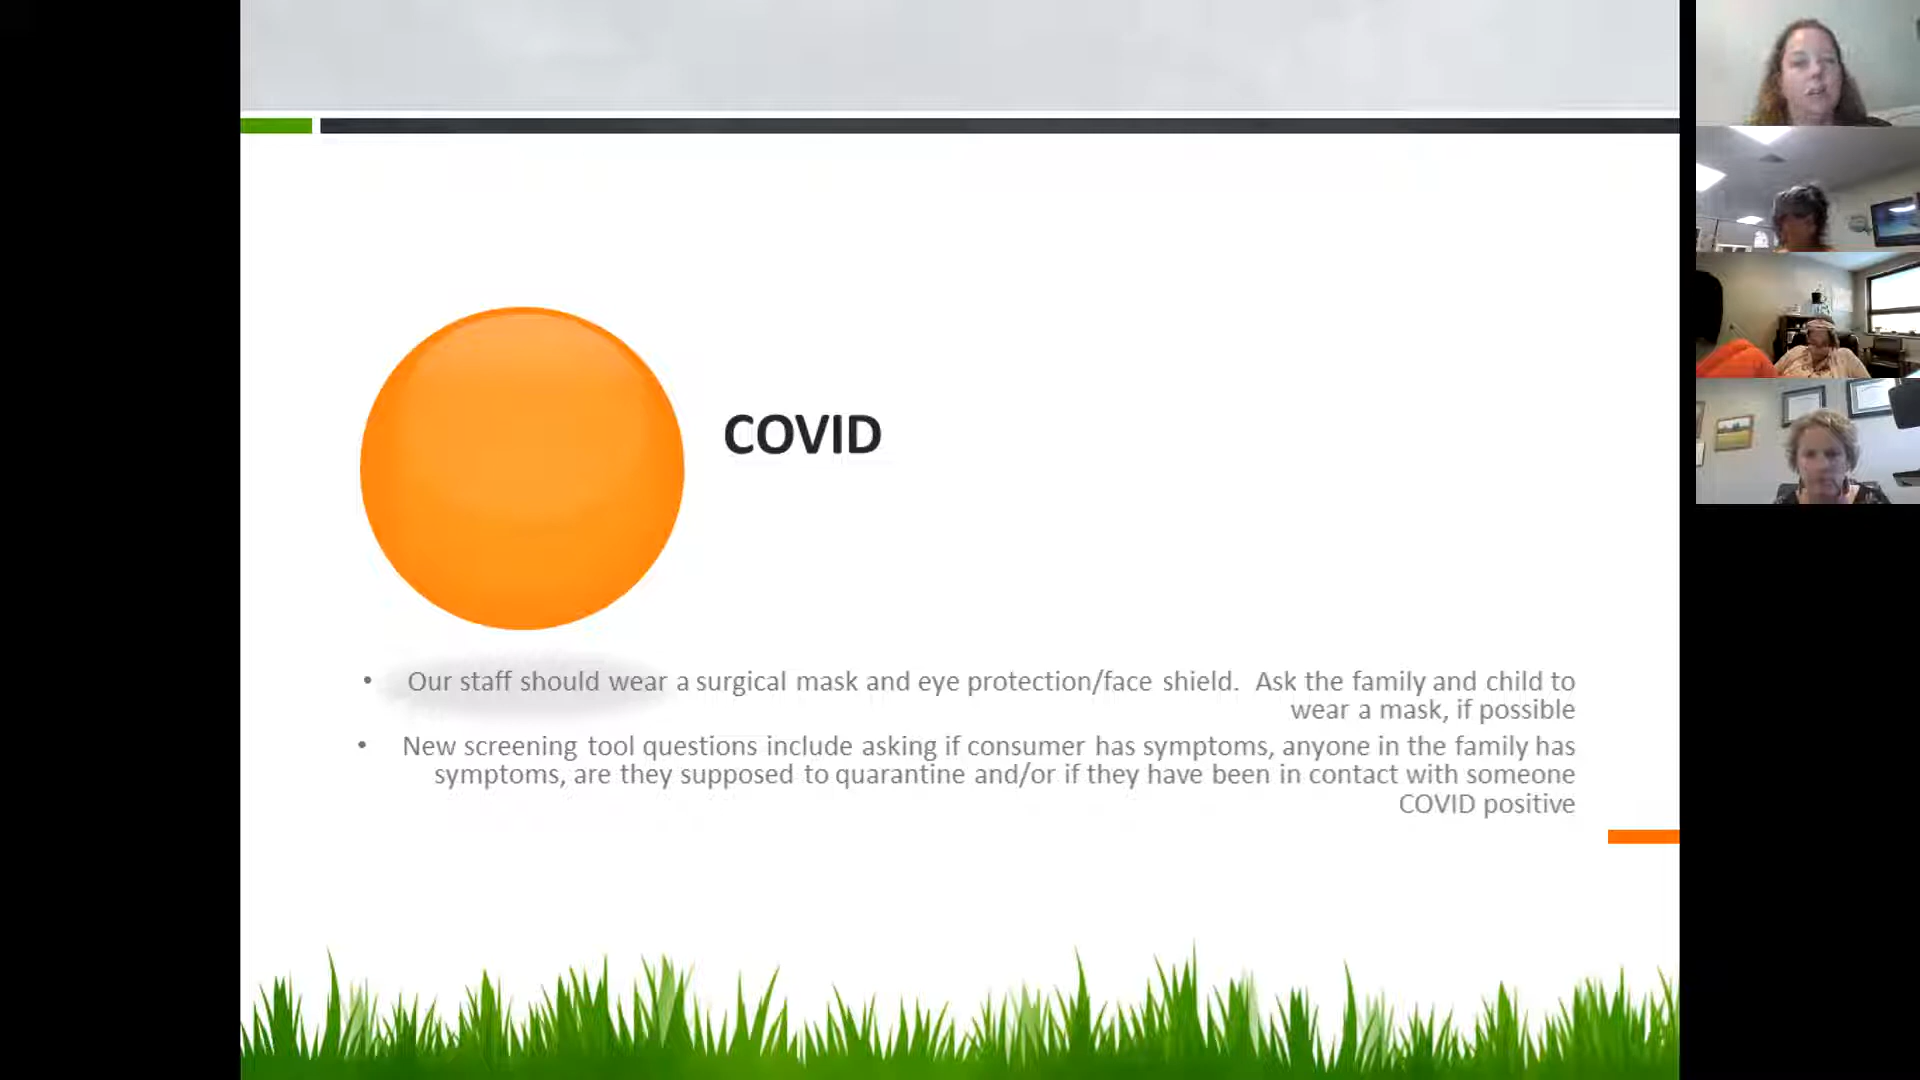 COVID
• Our staff should wear a surgical mask and eye protection/face shield.  Ask the family and child to
wear a mask, if possible
• New screening tool questions include asking if consumer has symptoms, anyone in the family has
symptoms, are they supposed to quarantine and/or if they have been in contact with someone
COVID positive